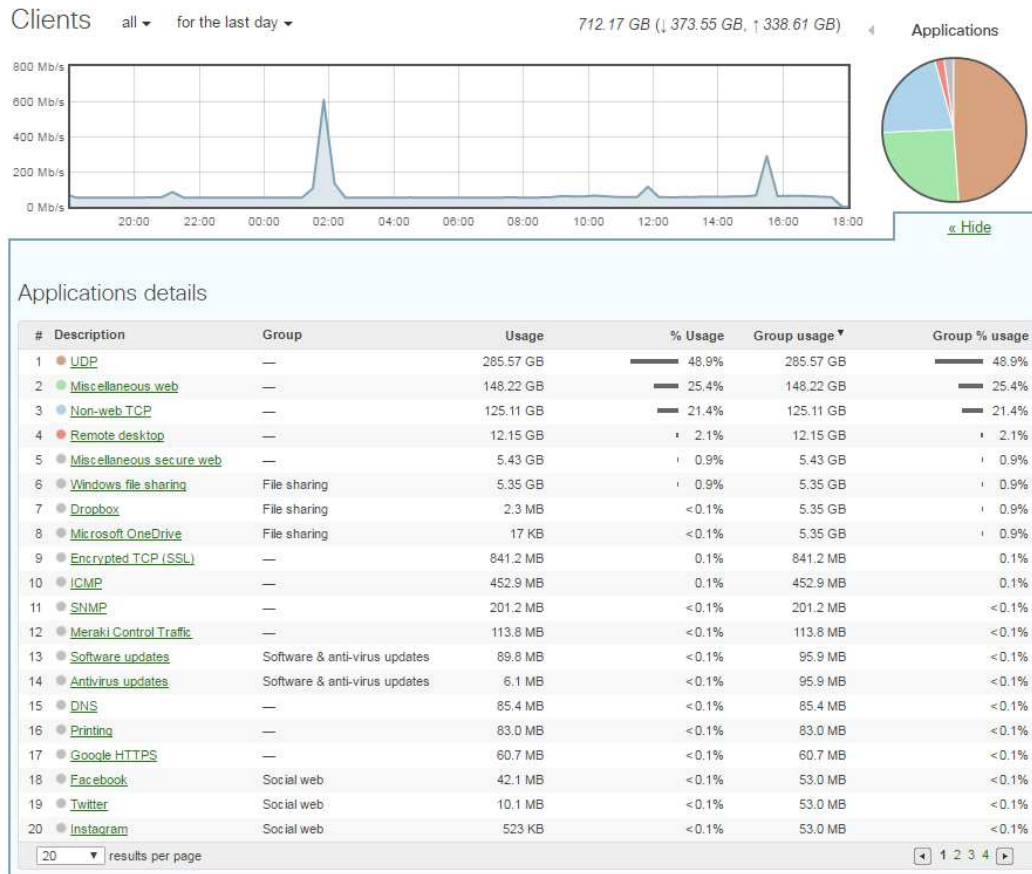 Clients all for the last day 712.17 GB (↓ 373.55 GB, ↑ 338.61 GB) Applications
800 Mb/s
600 Mb/s
400 Mb/s
200 Mb/s
0 Mb/s
20:00 22:00 00:00 02:00 04:00 06:00 08:00 10:00 12:00 14:00 16:00 18:00
« Hide
Applications details
# Description Group Usage % Usage Group usage ▼ Group % usage
1 UDP — 285.57 GB 48.9% 285.57 GB 48.9%
2 Miscellaneous web — 148.22 GB 25.4% 148.22 GB 25.4%
3 Non-web TCP — 125.11 GB 21.4% 125.11 GB 21.4%
4 Remote desktop — 12.15 GB 2.1% 12.15 GB 2.1%
5 Miscellaneous secure web — 5.43 GB 0.9% 5.43 GB 0.9%
6 Windows file sharing File sharing 5.35 GB 0.9% 5.35 GB 0.9%
7 Dropbox File sharing 2.3 MB <0.1% 5.35 GB 0.9%
8 Microsoft OneDrive File sharing 17 KB <0.1% 5.35 GB 0.9%
9 Encrypted TCP (SSL) — 841.2 MB 0.1% 841.2 MB 0.1%
10 ICMP — 452.9 MB 0.1% 452.9 MB 0.1%
11 SNMP — 201.2 MB <0.1% 201.2 MB <0.1%
12 Meraki Control Traffic — 113.8 MB <0.1% 113.8 MB <0.1%
13 Software updates Software & anti-virus updates 89.8 MB <0.1% 95.9 MB <0.1%
14 Antivirus updates Software & anti-virus updates 6.1 MB <0.1% 95.9 MB <0.1%
15 DNS — 85.4 MB <0.1% 85.4 MB <0.1%
16 Printing — 83.0 MB <0.1% 83.0 MB <0.1%
17 Google HTTPS — 60.7 MB <0.1% 60.7 MB <0.1%
18 Facebook Social web 42.1 MB <0.1% 53.0 MB <0.1%
19 Twitter Social web 10.1 MB <0.1% 53.0 MB <0.1%
20 Instagram Social web 523 KB <0.1% 53.0 MB <0.1%
20 results per page 1 2 3 4